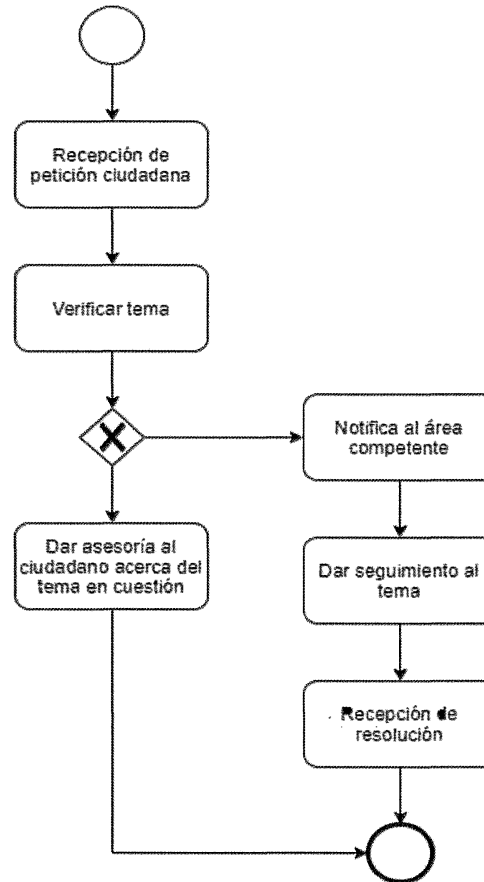 Recepción de
petición ciudadana
Verificar tema
Notifica al área
competente
Dar asesoría al
ciudadano acerca del
tema en cuestión
Dar seguimiento al
tema
Recepción de
resolución